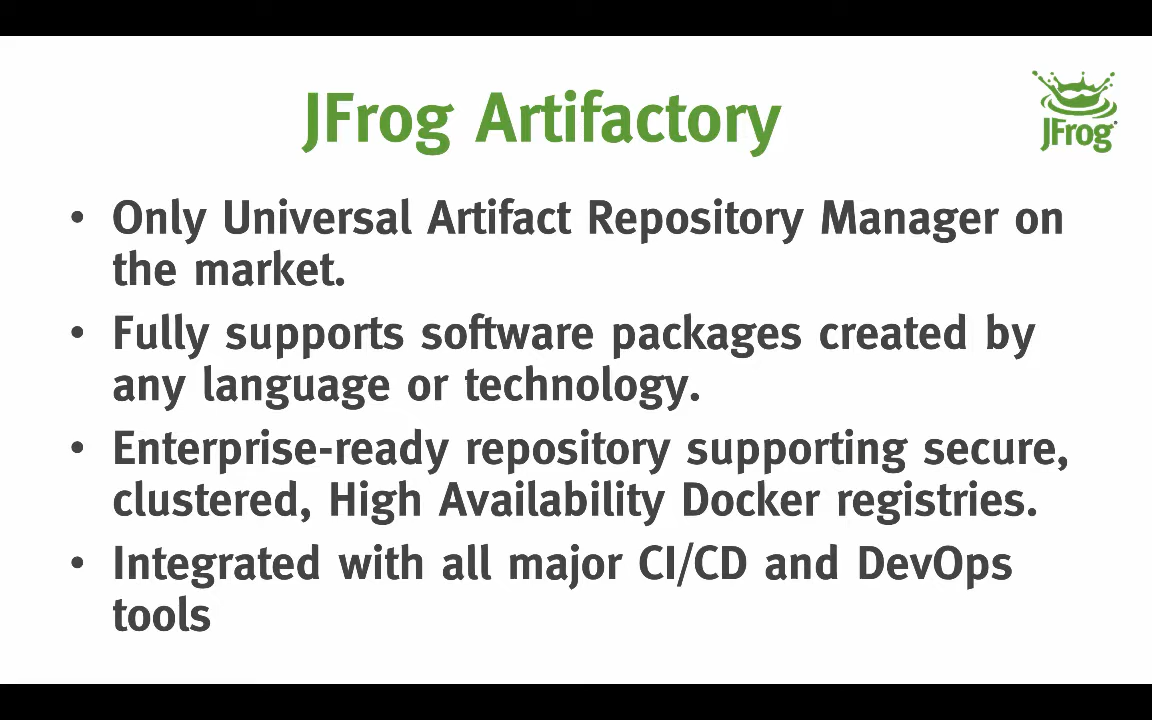 JFrog Artifactory
JFrog
• Only Universal Artifact Repository Manager on
the market.
• Fully supports software packages created by
any language or technology.
• Enterprise-ready repository supporting secure,
clustered, High Availability Docker registries.
• Integrated with all major CI/CD and DevOps
tools